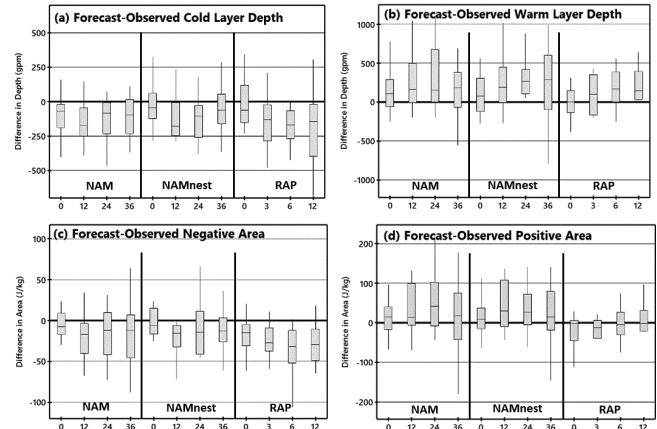 (a) Forecast-Observed Cold Layer Depth
Difference in Depth (gpm)
500
250
0
-250
-500
NAM
NAMnest
RAP
0 12 24 36 0 12 24 36 0 3 6 12
(b) Forecast-Observed Warm Layer Depth
Difference in Depth (gpm)
1000
500
0
-500
-1000
NAM
NAMnest
RAP
0 12 24 36 0 12 24 36 0 3 6 12
(c) Forecast-Observed Negative Area
Difference in Area (J/kg)
100
50
0
-50
-100
NAM
NAMnest
RAP
0 12 24 36 0 12 24 36 0 3 6 12
(d) Forecast-Observed Positive Area
Difference in Area (J/kg)
200
100
0
-100
-200
NAM
NAMnest
RAP
0 12 24 36 0 12 24 36 0 3 6 12